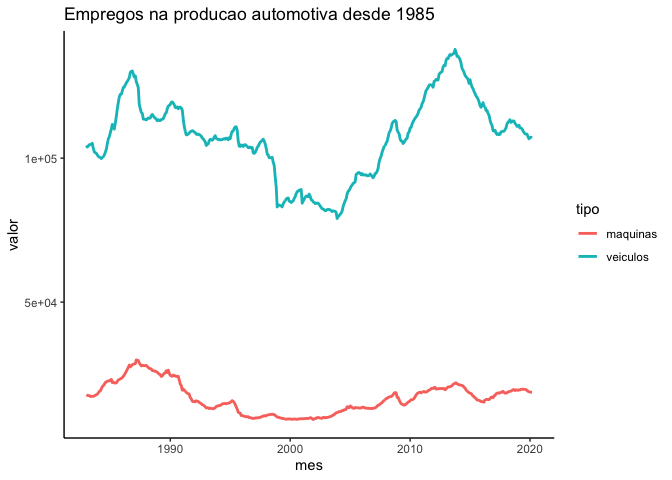 Empregos na producao automotiva desde 1985
valor
1e+05
5e+04
1990
2000
2010
2020
mes
tipo
maquinas
veiculos